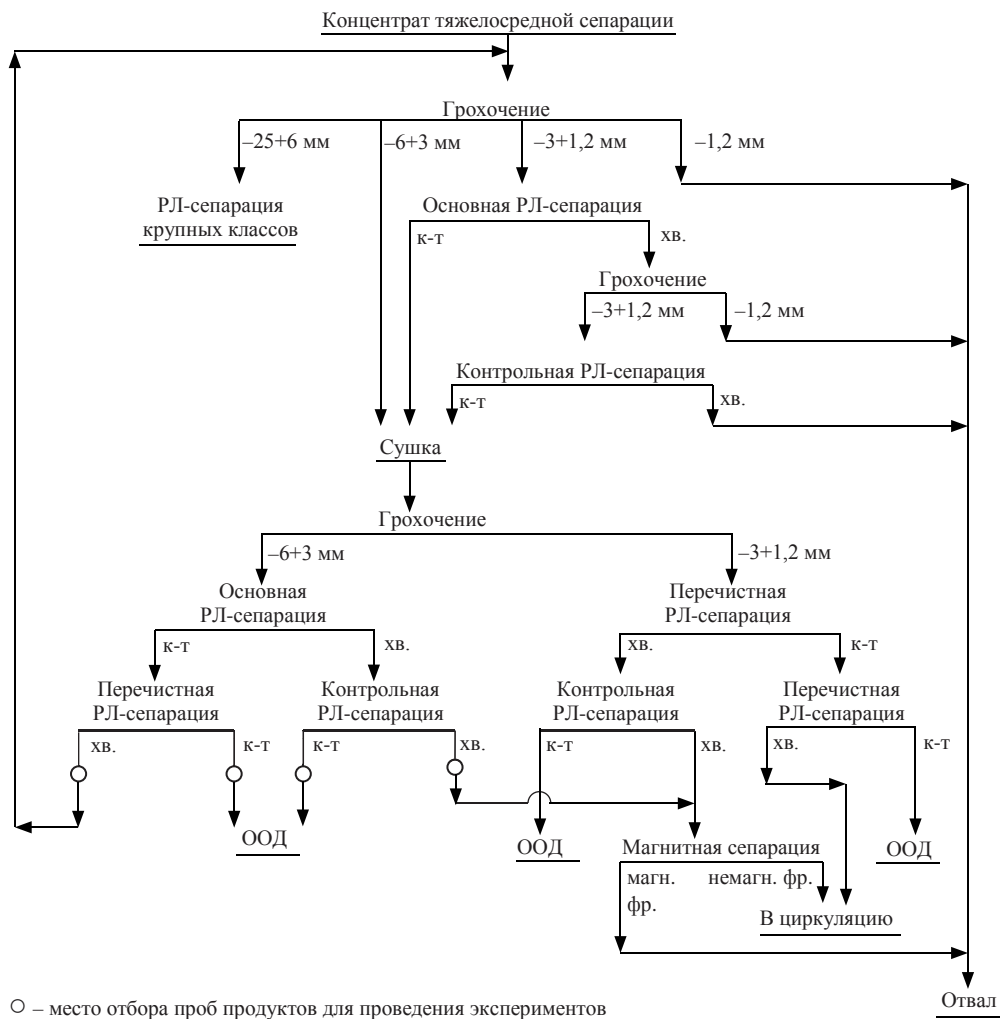 Концентрат тяжелосредной сепарации
Грохочение
–25+6 мм
–6+3 мм
–3+1,2 мм
–1,2 мм
РЛ-сепарация
крупных классов
Основная РЛ-сепарация
к-т
хв.
Грохочение
–3+1,2 мм
–1,2 мм
Контрольная РЛ-сепарация
к-т
хв.
Сушка
Грохочение
–6+3 мм
–3+1,2 мм
Основная
РЛ-сепарация
Перечистная
РЛ-сепарация
к-т
хв.
хв.
к-т
Перечистная
РЛ-сепарация
Контрольная
РЛ-сепарация
Контрольная
РЛ-сепарация
Перечистная
РЛ-сепарация
хв.
к-т
к-т
хв.
к-т
хв.
хв.
к-т
ООД
ООД
Магнитная сепарация
ООД
магн.
фр.
немагн. фр.
В циркуляцию
Отвал
– место отбора проб продуктов для проведения экспериментов